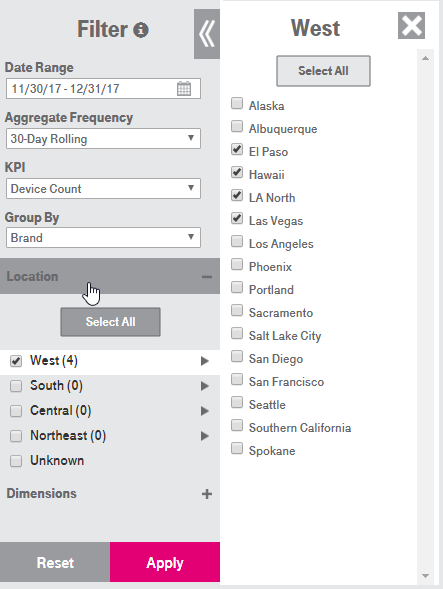 Filter
Date Range
11/30/17 - 12/31/17
Aggregate Frequency
30-Day Rolling
KPI
Device Count
Group By
Brand
Location
Select All
West (4)
South (0)
Central (0)
Northeast (0)
Unknown
Dimensions
Reset
Apply
West
Select All
Alaska
Albuquerque
El Paso
Hawaii
LA North
Las Vegas
Los Angeles
Phoenix
Portland
Sacramento
Salt Lake City
San Diego
San Francisco
Seattle
Southern California
Spokane